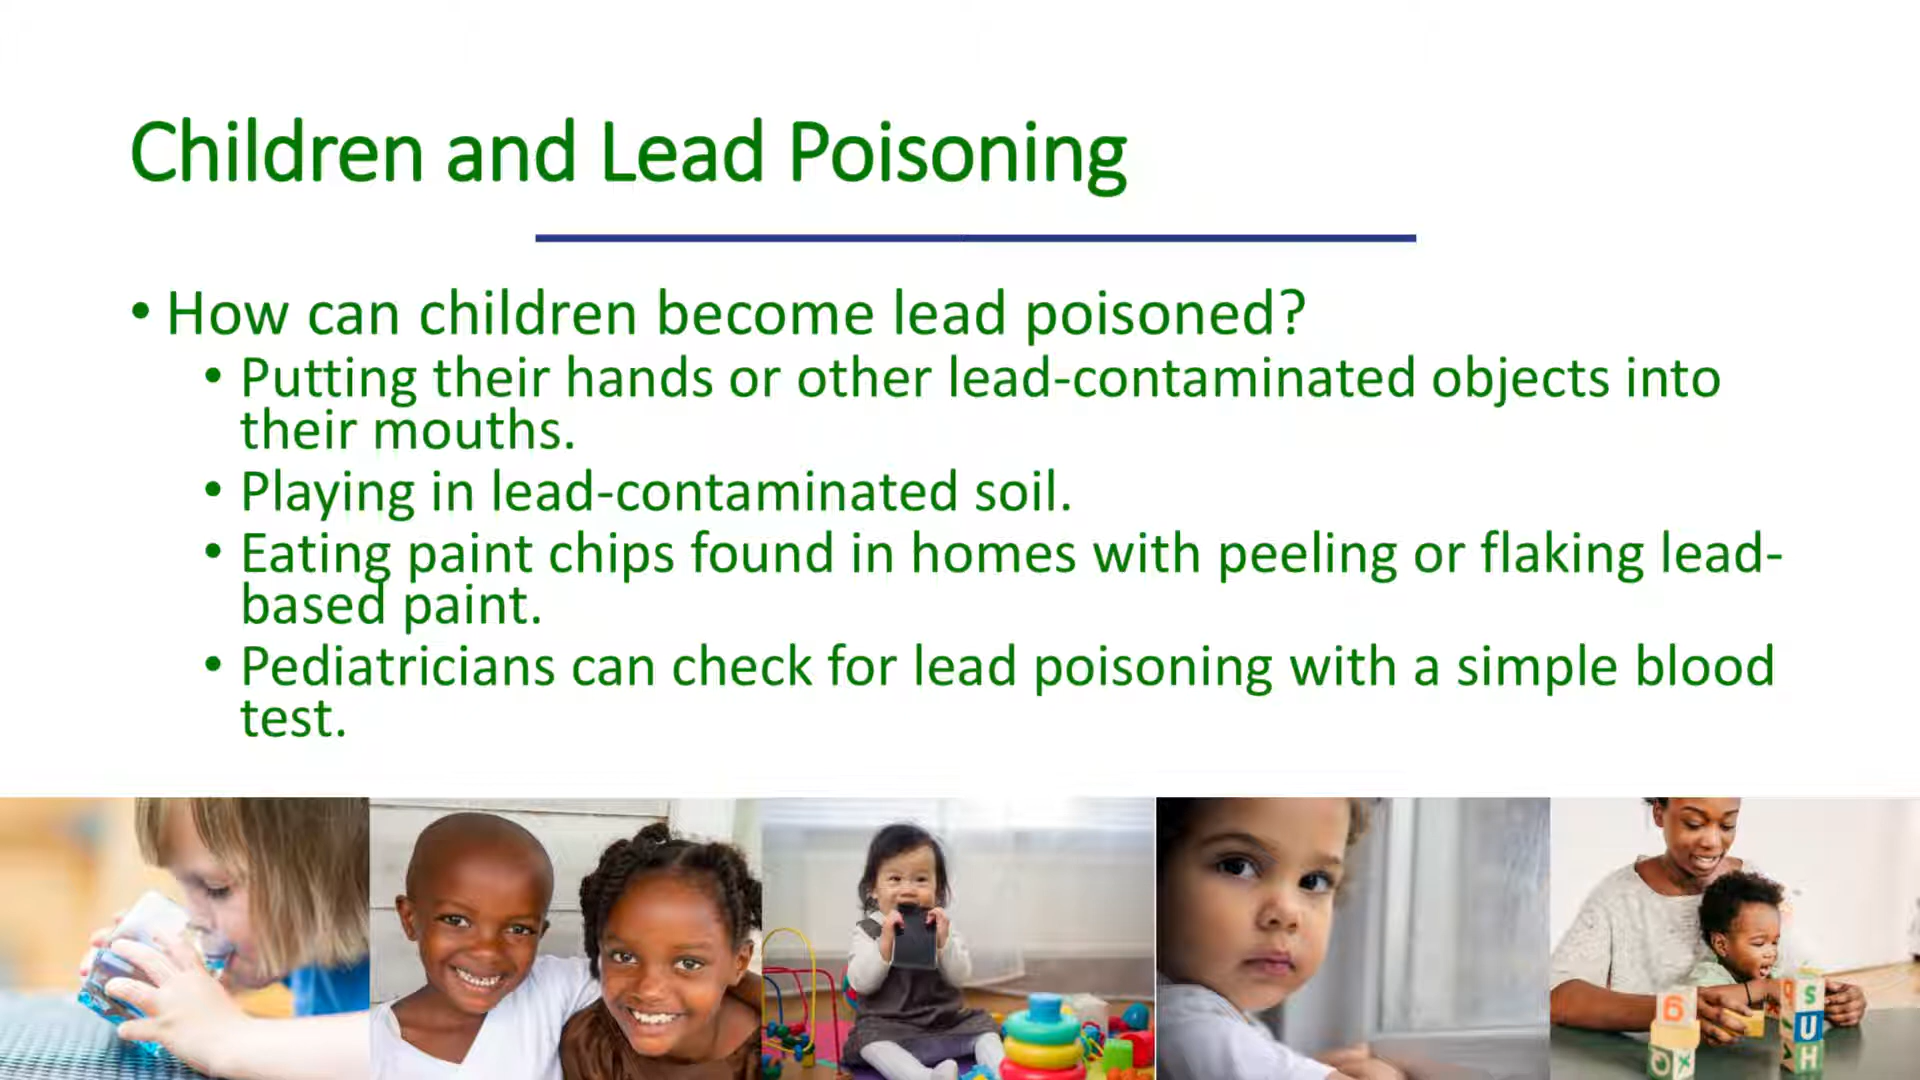 Children and Lead Poisoning
• How can children become lead poisoned?
• Putting their hands or other lead-contaminated objects into
their mouths.
• Playing in lead-contaminated soil.
• Eating paint chips found in homes with peeling or flaking lead-
based paint.
• Pediatricians can check for lead poisoning with a simple blood
test.
6
S
U
H